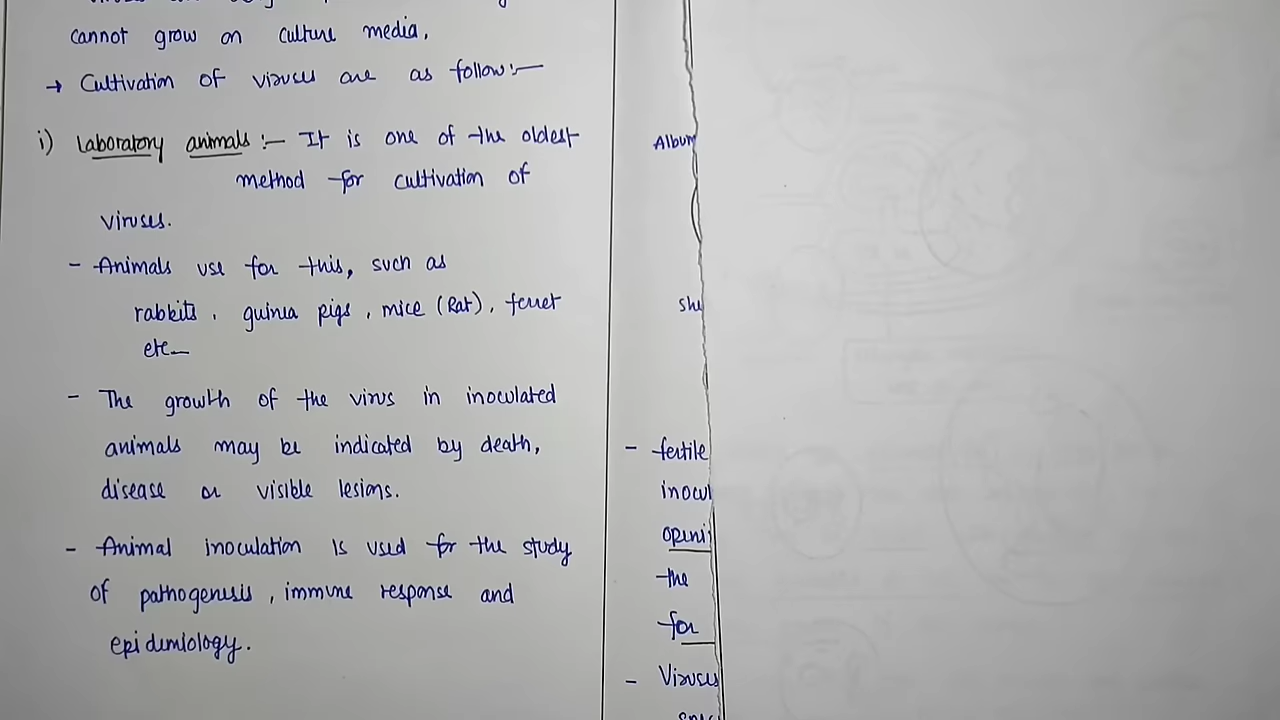 cannot grow on culture media.
→ Cultivation of viruses are as follow:-
i) Laboratory animals :- It is one of the oldest
method for cultivation of
viruses.
- Animals use for this, such as
rabbits, guinea pigs, mice (Rat), ferret
etc
- The growth of the virus in inoculated
animals may be indicated by death,
disease or visible lesions.
- Animal inoculation is used for the study
of pathogenesis, immune response and
epidemiology.
Album
She
- fertile
inocul
openi
the
for
- Viruses